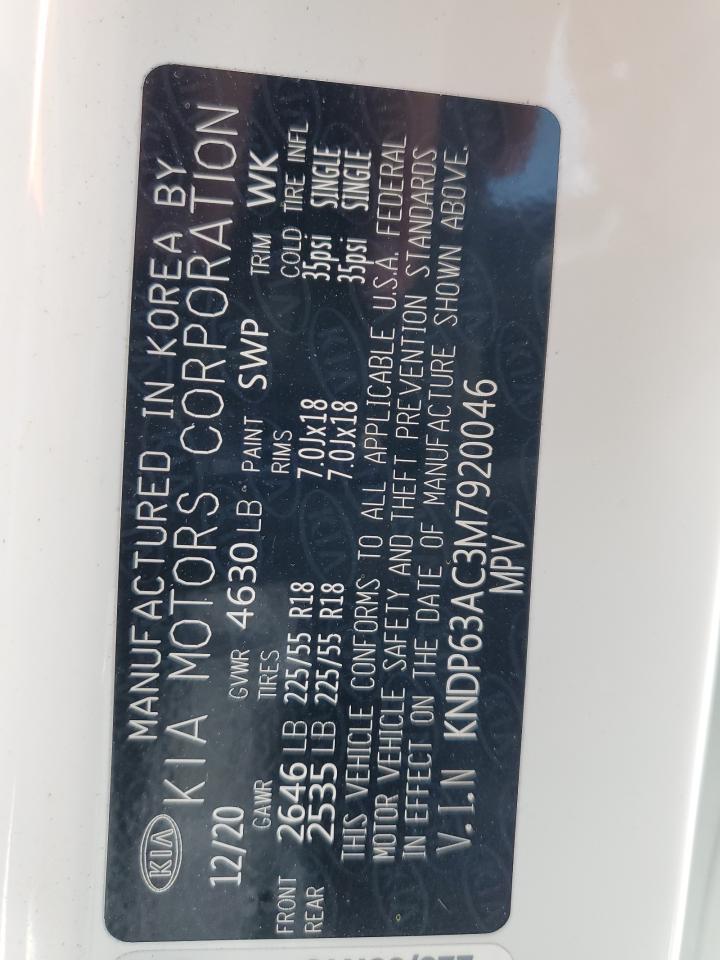 KIA
MANUFACTURED IN KOREA BY
KIA MOTORS CORPORATION
12/20 GVWR 4630 LB PAINT SWP TRIM WK
GAWR TIRES RIMS COLD TIRE INFL
FRONT 2646 LB 225/55 R18 7.0Jx18 35psi SINGLE
REAR 2535 LB 225/55 R18 7.0Jx18 35psi SINGLE
THIS VEHICLE CONFORMS TO ALL APPLICABLE U.S.A. FEDERAL
MOTOR VEHICLE SAFETY AND THEFT PREVENTION STANDARDS
IN EFFECT ON THE DATE OF MANUFACTURE SHOWN ABOVE.
V.I.N KNDP63AC3M7920046
MPV